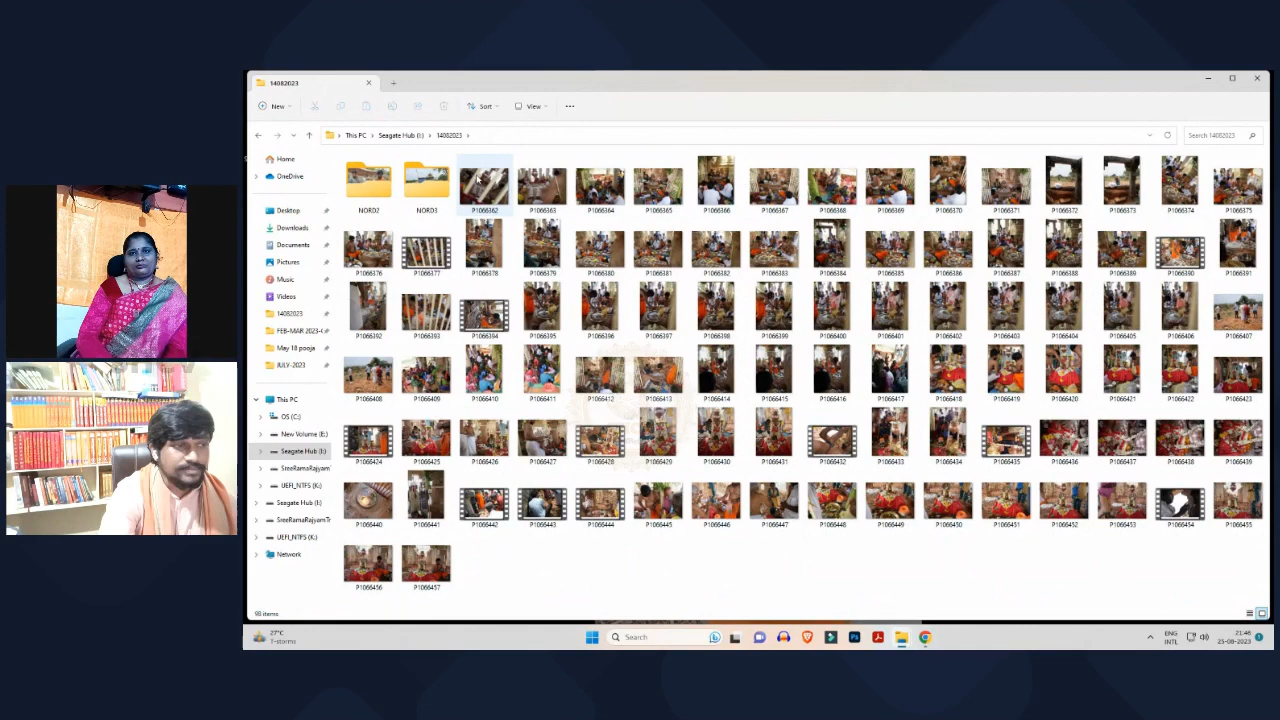 14082023
New
Sort
View
This PC
Seagate Hub (I:)
14082023
Search 14082023
Home
OneDrive
Desktop
Downloads
Documents
Pictures
Music
Videos
14082023
FEB-MAR 2023-(
May 18 pooja
JULY-2023
This PC
OS (C:)
New Volume (E:)
Seagate Hub (I:)
SreeRamaRajyam
UEFI_NTFS (K:)
Seagate Hub (I:)
SreeRamaRajyamTr
UEFI_NTFS (K:)
Network
NORD2 NORD3 P1066362 P1066363 P1066364 P1066365 P1066366 P1066367 P1066368 P1066369 P1066370 P1066371 P1066372 P1066373 P1066374 P1066375
P1066376 P1066377 P1066378 P1066379 P1066380 P1066381 P1066382 P1066383 P1066384 P1066385 P1066386 P1066387 P1066388 P1066389 P1066390 P1066391
P1066392 P1066393 P1066394 P1066395 P1066396 P1066397 P1066398 P1066399 P1066400 P1066401 P1066402 P1066403 P1066404 P1066405 P1066406 P1066407
P1066408 P1066409 P1066410 P1066411 P1066412 P1066413 P1066414 P1066415 P1066416 P1066417 P1066418 P1066419 P1066420 P1066421 P1066422 P1066423
P1066424 P1066425 P1066426 P1066427 P1066428 P1066429 P1066430 P1066431 P1066432 P1066433 P1066434 P1066435 P1066436 P1066437 P1066438 P1066439
P1066440 P1066441 P1066442 P1066443 P1066444 P1066445 P1066446 P1066447 P1066448 P1066449 P1066450 P1066451 P1066452 P1066453 P1066454 P1066455
P1066456 P1066457
98 items
27°C
T-storms
Search
ENG
INTL
21:46
25-08-2023